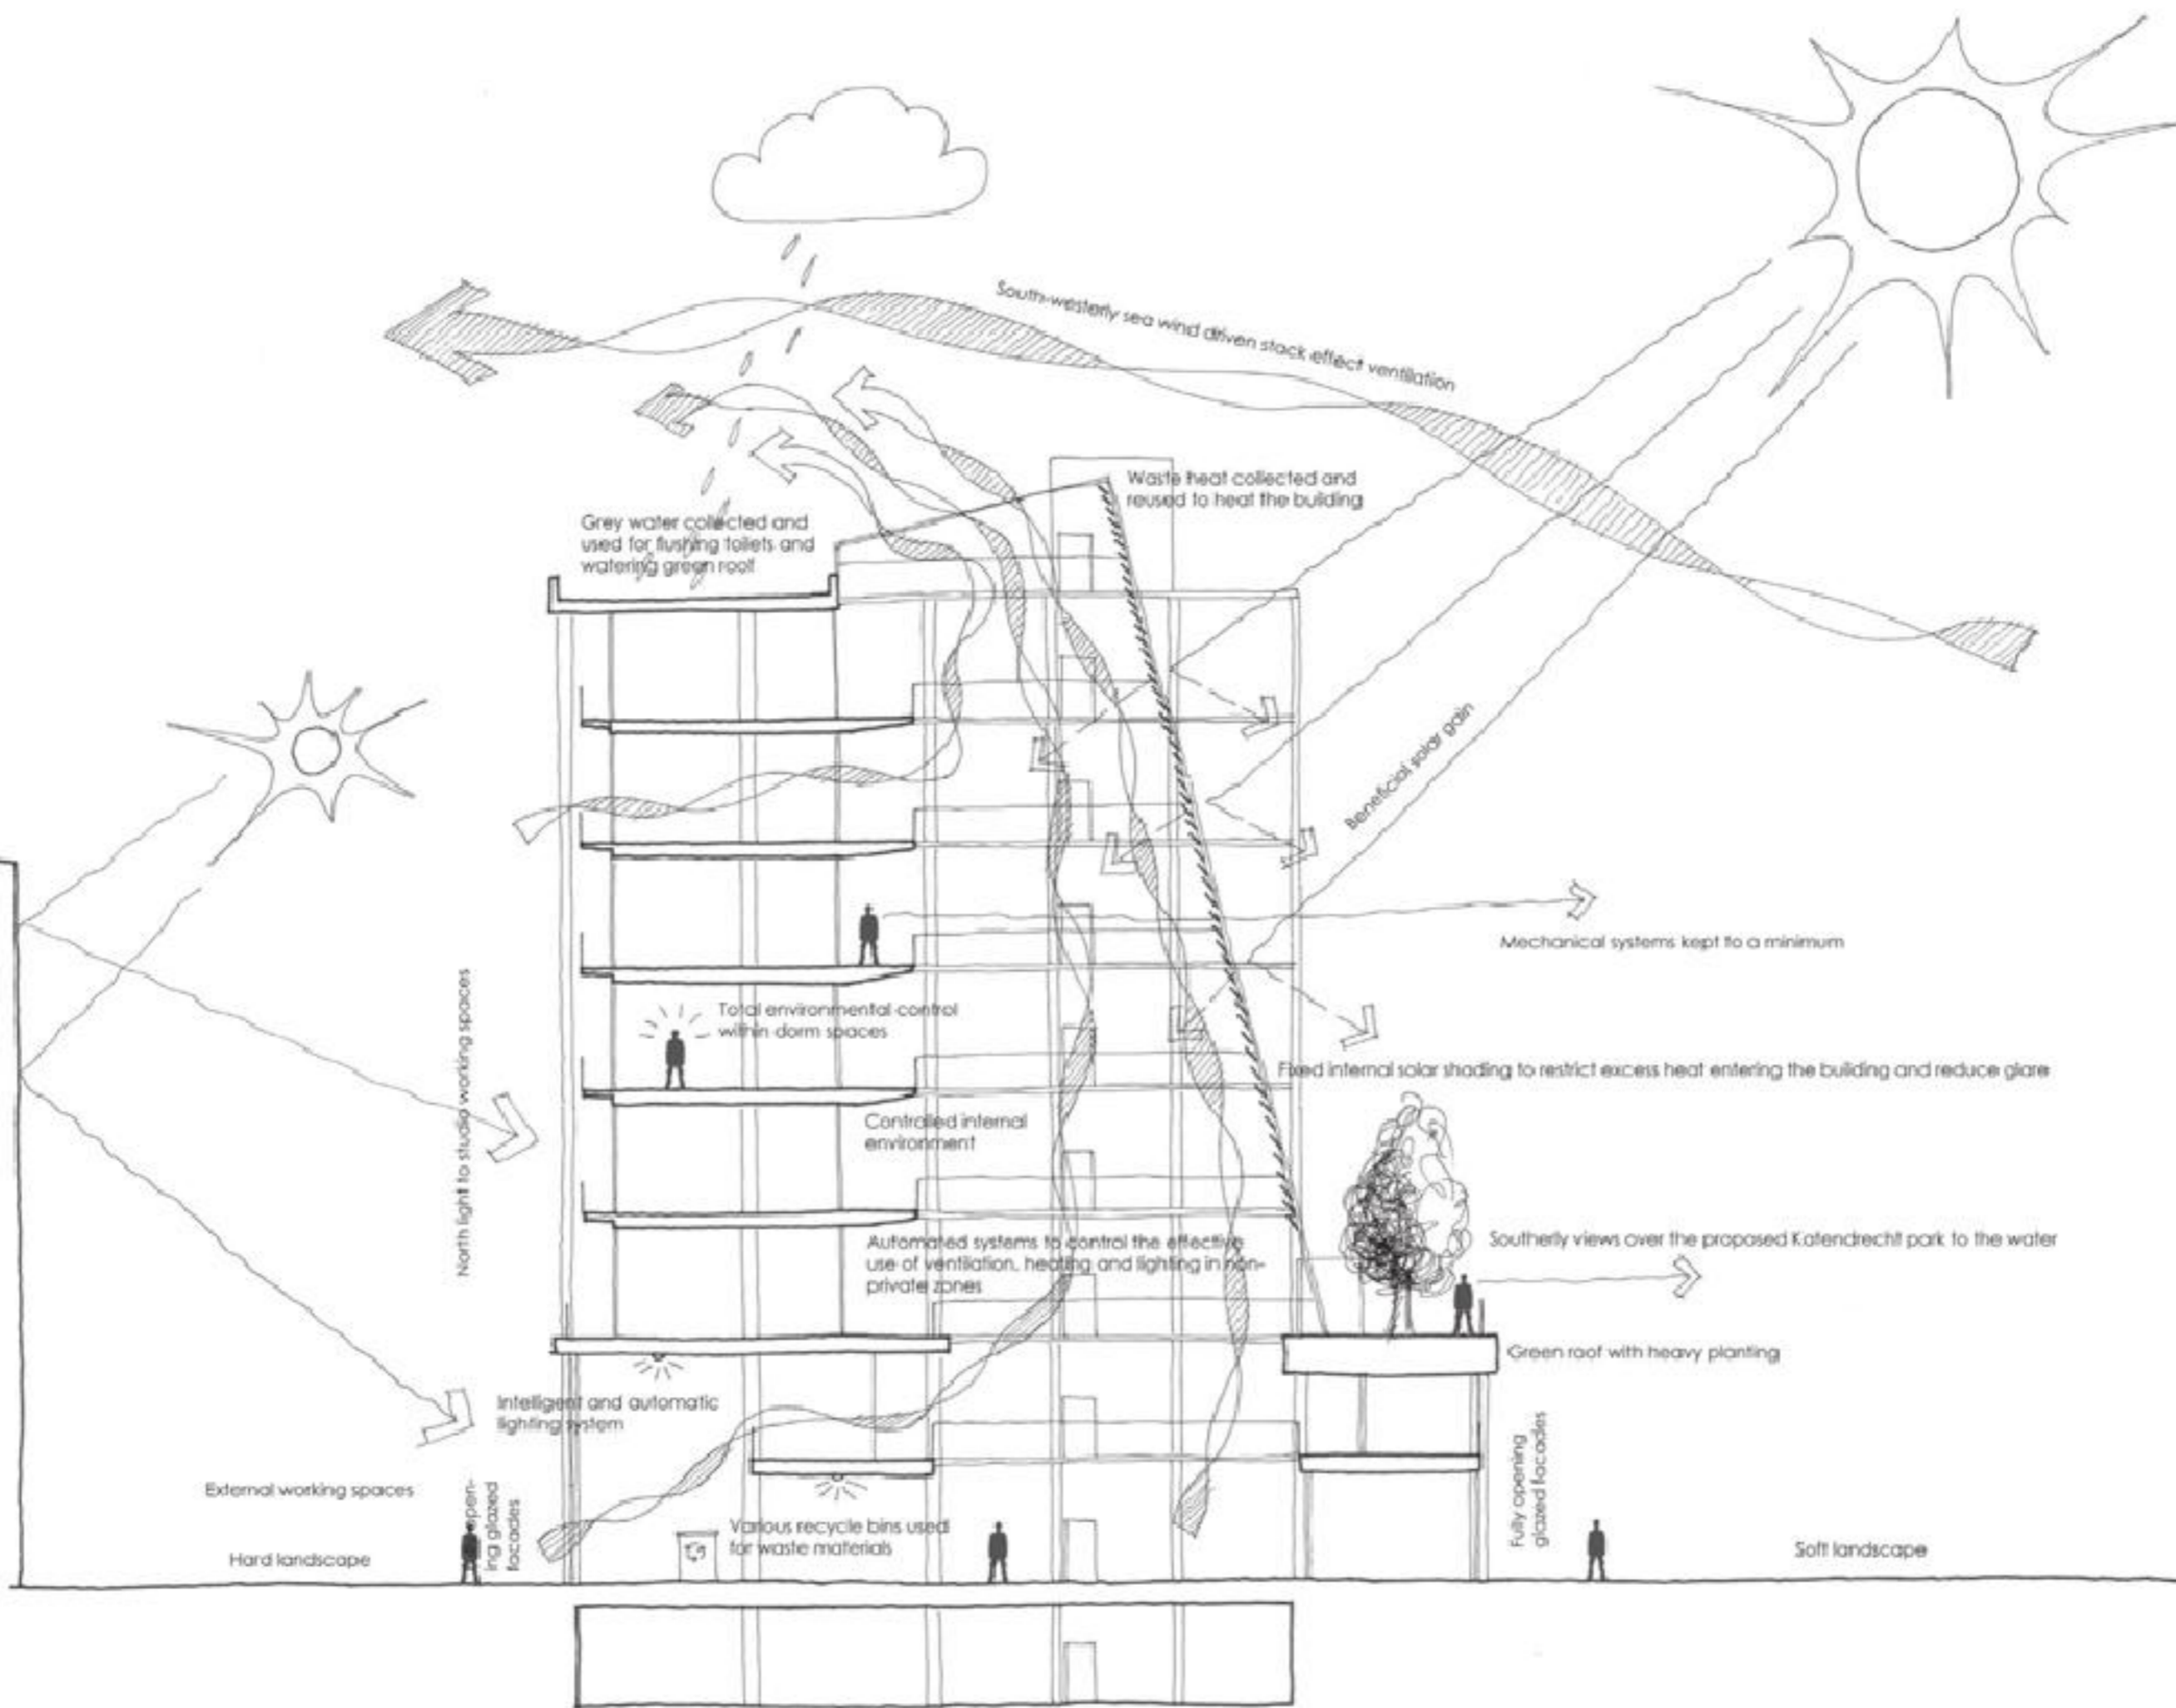 South-westerly sea wind driven stack effect ventilation
Waste heat collected and
reused to heat the building
Grey water collected and
used for flushing toilets and
watering green roof
Beneficial solar gain
Mechanical systems kept to a minimum
North light to studio working spaces
Total environmental control
within dorm spaces
Fixed internal solar shading to restrict excess heat entering the building and reduce glare
Controlled internal
environment
Automated systems to control the effective
use of ventilation, heating and lighting in non-
private zones
Southerly views over the proposed Katendrecht park to the water
Green roof with heavy planting
Intelligent and automatic
lighting system
External working spaces
open-
ing glazed
facades
Fully opening
glazed facades
Various recycle bins used
for waste materials
Hard landscape
Soft landscape